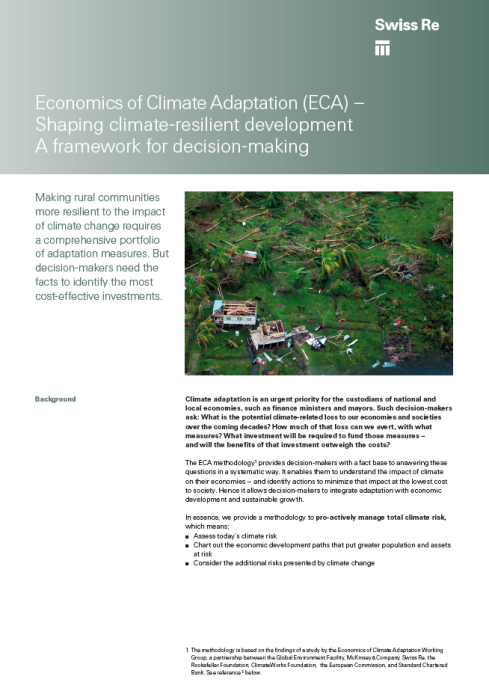 Swiss Re
Economics of Climate Adaptation (ECA) –
Shaping climate-resilient development
A framework for decision-making
Making rural communities
more resilient to the impact
of climate change requires
a comprehensive portfolio
of adaptation measures. But
decision-makers need the
facts to identify the most
cost-effective investments.
Background
Climate adaptation is an urgent priority for the custodians of national and
local economies, such as finance ministers and mayors. Such decision-makers
ask: What is the potential climate-related loss to our economies and societies
over the coming decades? How much of that loss can we avert, with what
measures? What investment will be required to fund those measures –
and will the benefits of that investment outweigh the costs?
The ECA methodology¹ provides decision-makers with a fact base to answering these
questions in a systematic way. It enables them to understand the impact of climate
on their economies – and identify actions to minimize that impact at the lowest cost
to society. Hence it allows decision-makers to integrate adaptation with economic
development and sustainable growth.
In essence, we provide a methodology to pro-actively manage total climate risk,
which means:
■ Assess today's climate risk
■ Chart out the economic development paths that put greater population and assets
at risk
■ Consider the additional risks presented by climate change
1 The methodology is based on the findings of a study by the Economics of Climate Adaptation Working
Group, a partnership between the Global Environment Facility, McKinsey & Company, Swiss Re, the
Rockefeller Foundation, ClimateWorks Foundation, the European Commission, and Standard Chartered
Bank. See reference ⁶ below.